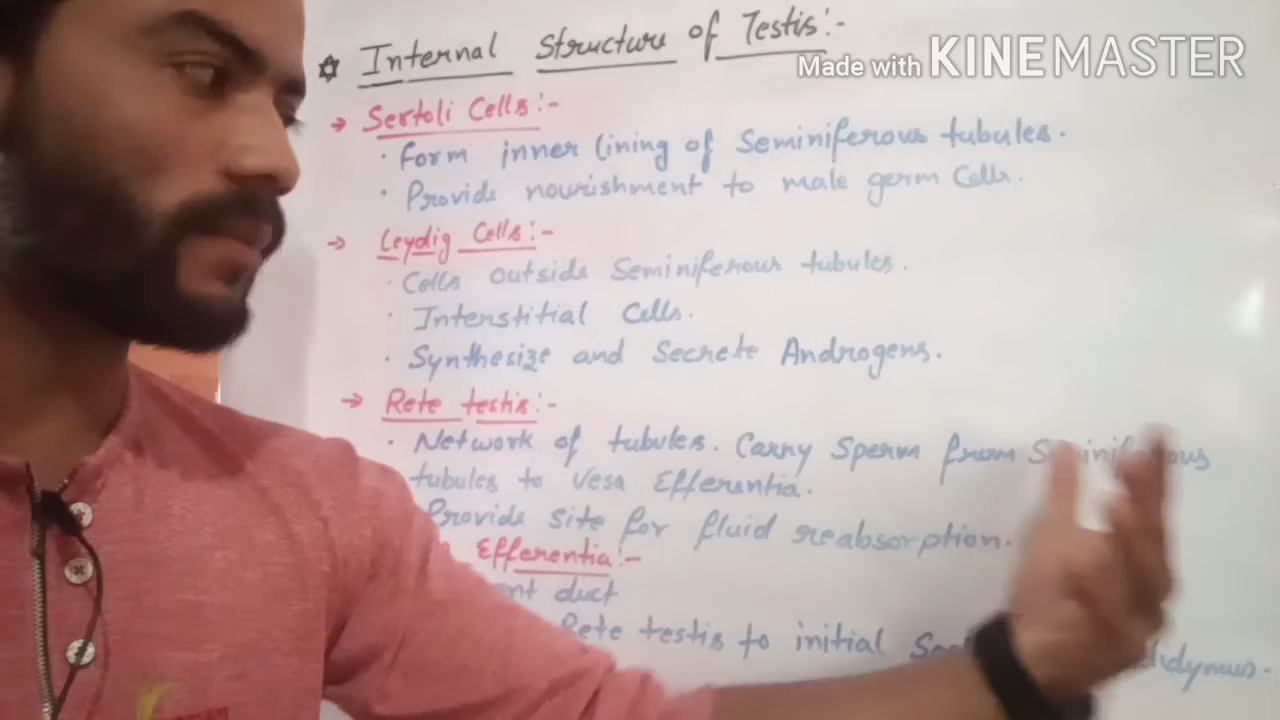 Internal Structure of Testis:-
Made with KINEMASTER
→ Sertoli Cells:-
· Form inner lining of Seminiferous tubules.
· Provide nourishment to male germ Cells.
→ Leydig Cells:-
· Cells outside Seminiferous tubules.
· Interstitial Cells.
· Synthesize and Secrete Androgens.
→ Rete testis:-
· Network of tubules. Carry Sperm from Seminiferous
tubules to Vesa Efferentia.
Provide site for fluid reabsorption.
Efferentia:-
duct
Rete testis to initial